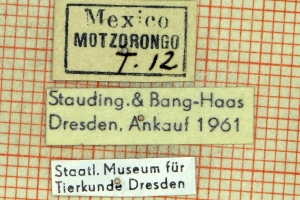 Mexico
MOTZORONGO
T. 12
Stauding. & Bang-Haas
Dresden, Ankauf 1961
Staatl. Museum für
Tierkunde Dresden